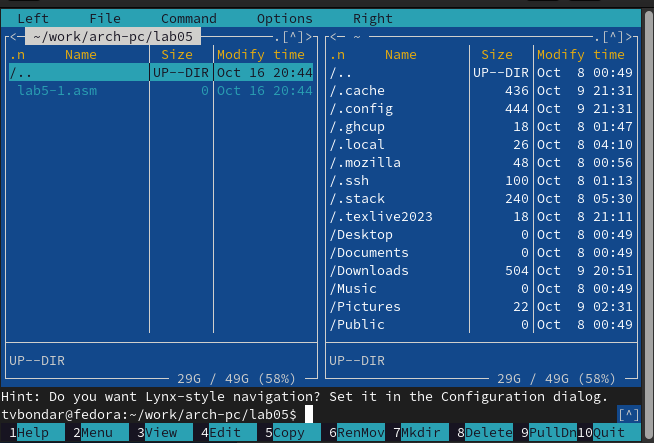 Left File Command Options Right
<─ ~/work/arch-pc/lab05 ─.[^]>
.n Name Size Modify time
/.. UP--DIR Oct 16 20:44
lab5-1.asm 0 Oct 16 20:44
UP--DIR
29G / 49G (58%)
<─ ~ ─.[^]>
.n Name Size Modify time
/.. UP--DIR Oct 8 00:49
/.cache 436 Oct 9 21:31
/.config 444 Oct 9 21:31
/.ghcup 18 Oct 8 01:47
/.local 26 Oct 8 04:10
/.mozilla 48 Oct 8 00:56
/.ssh 100 Oct 8 01:13
/.stack 240 Oct 8 05:30
/.texlive2023 18 Oct 8 21:11
/Desktop 0 Oct 8 00:49
/Documents 0 Oct 8 00:49
/Downloads 504 Oct 9 20:51
/Music 0 Oct 8 00:49
/Pictures 22 Oct 9 02:31
/Public 0 Oct 8 00:49
UP--DIR
29G / 49G (58%)
Hint: Do you want Lynx-style navigation? Set it in the Configuration dialog.
tvbondar@fedora:~/work/arch-pc/lab05$ [^]
1Help 2Menu 3View 4Edit 5Copy 6RenMov 7Mkdir 8Delete 9PullDn 10Quit